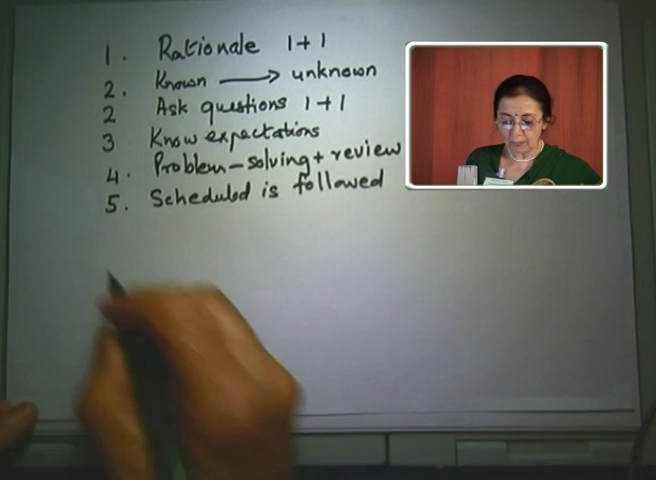 1. Rationale 1+1
2. Known → unknown
2 Ask questions 1+1
3 Know expectations
4. Problem-solving + review
5. Scheduled is followed